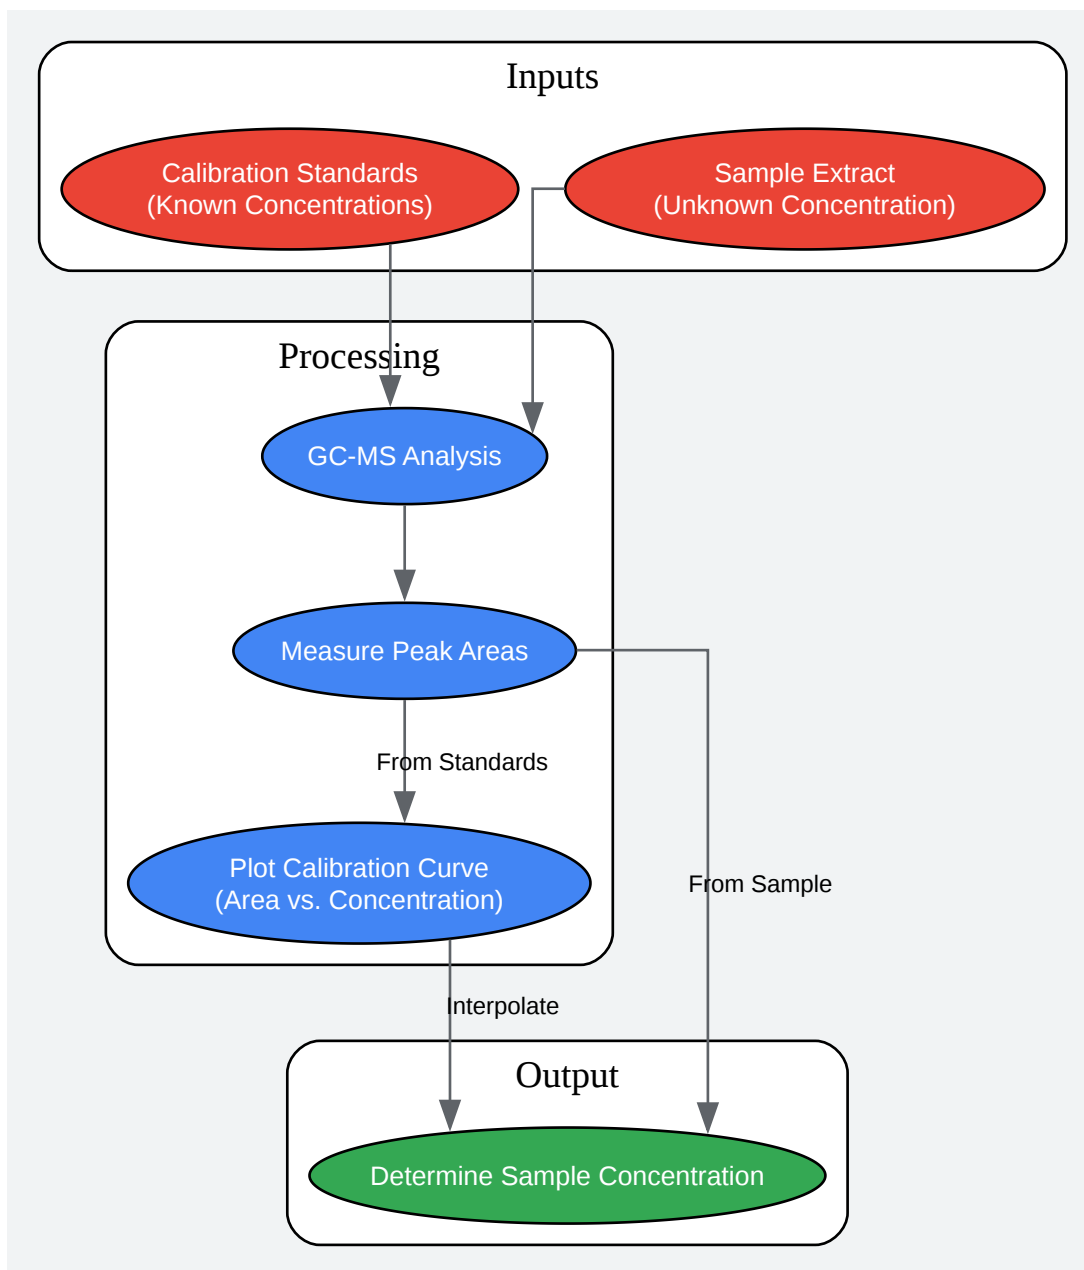 Inputs
Calibration Standards
(Known Concentrations)
Sample Extract
(Unknown Concentration)
Processing
GC-MS Analysis
Measure Peak Areas
From Standards
Plot Calibration Curve
(Area vs. Concentration)
From Sample
Interpolate
Output
Determine Sample Concentration